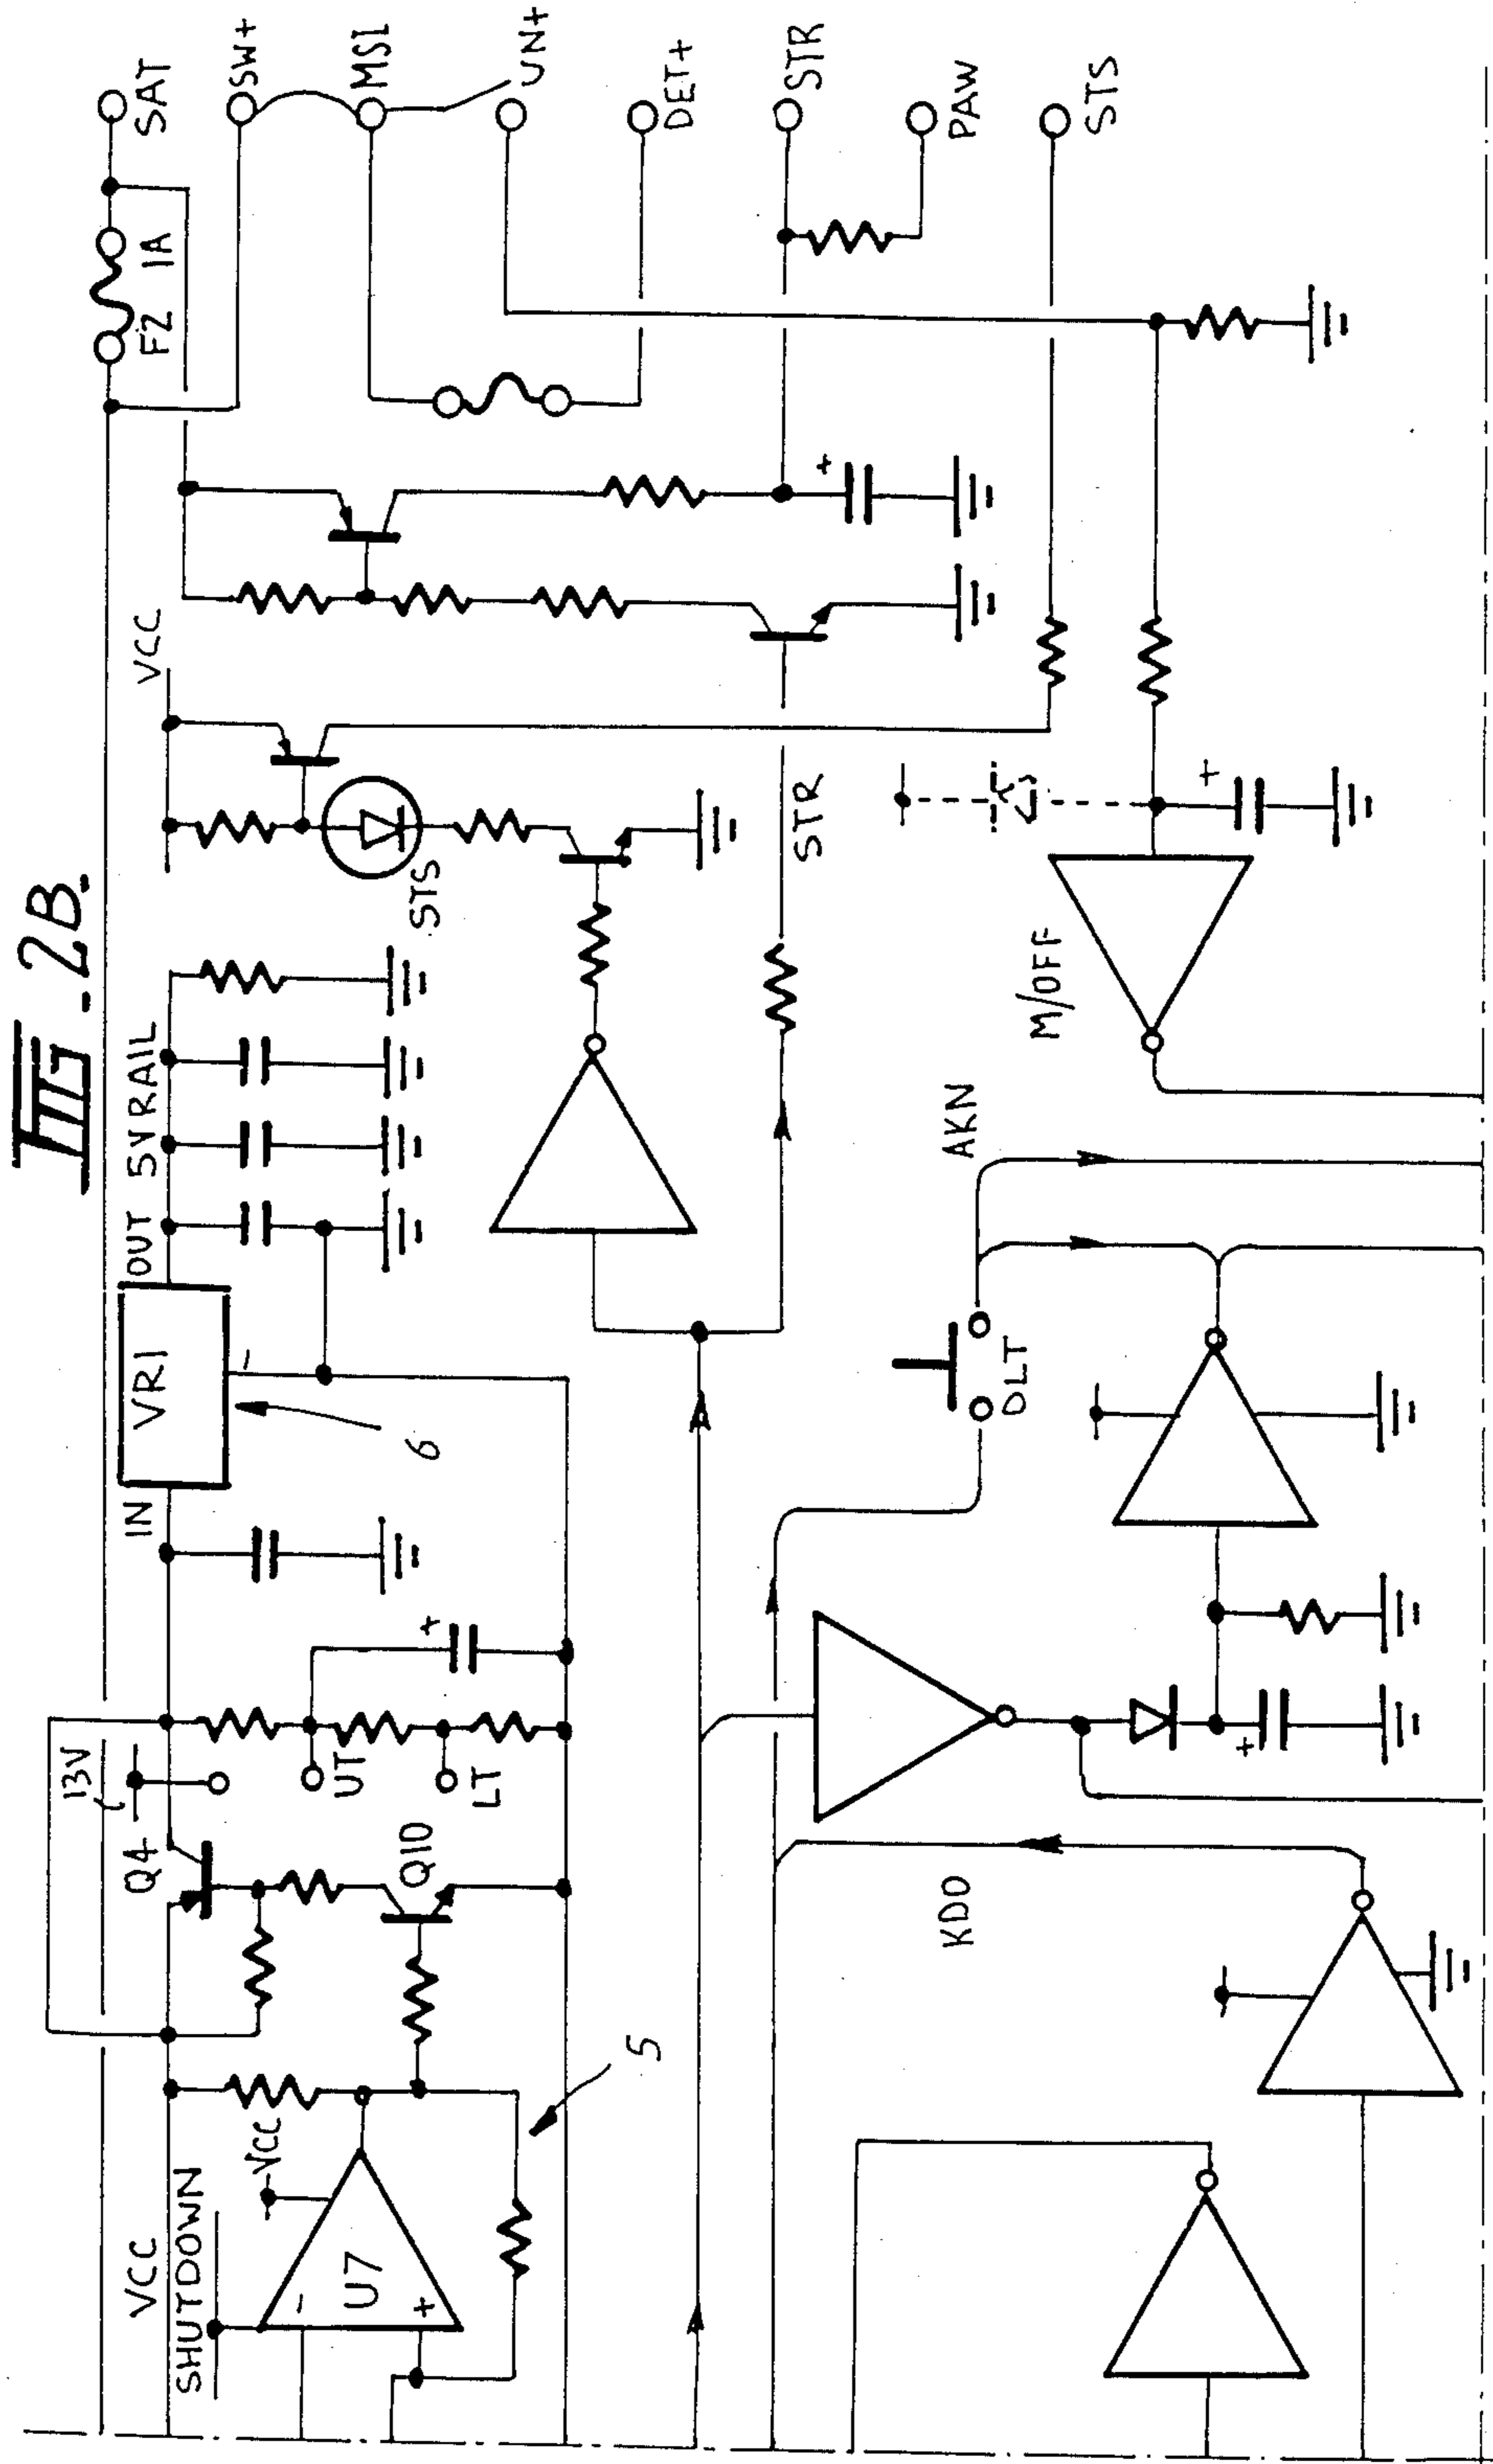 FIG. 2B.
VCC
SHUTDOWN
-VCC
-
U7
+
5
Q4
13V
Q10
UT
LT
+
IN
VR1
-
6
OUT 5V RAIL
VCC
STS
F2 1A
SAT
SW+
MSI
UN+
DET+
STR
PAW
STS
+
STR
+
M/OFF
AKN
DLT
+
KDO